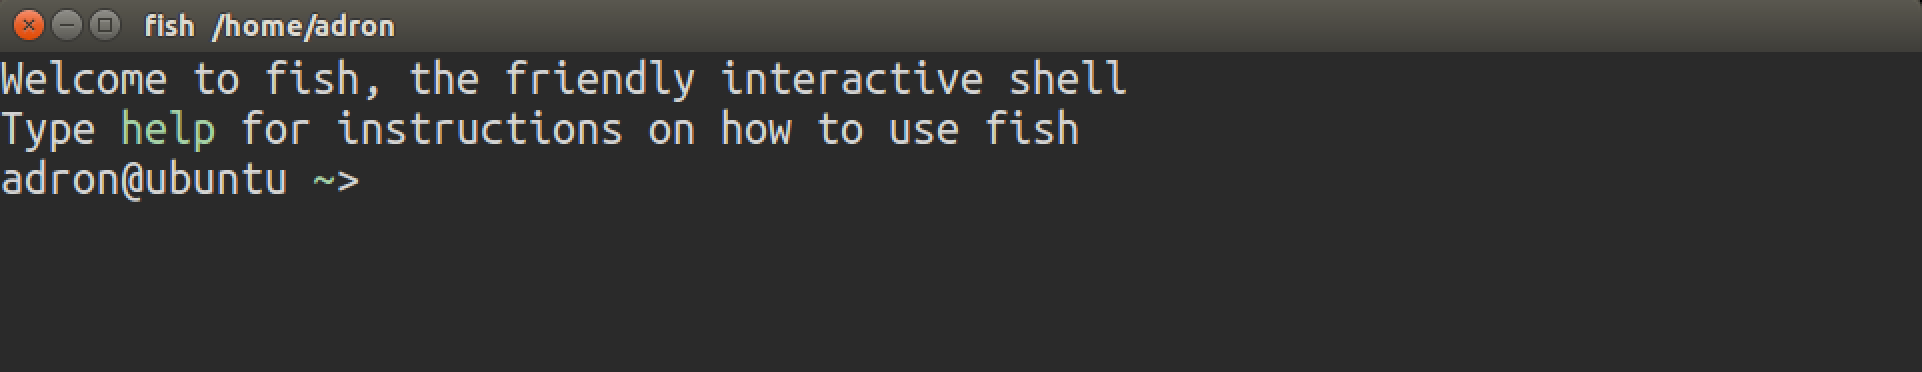 fish /home/adron
Welcome to fish, the friendly interactive shell
Type help for instructions on how to use fish
adron@ubuntu ~>